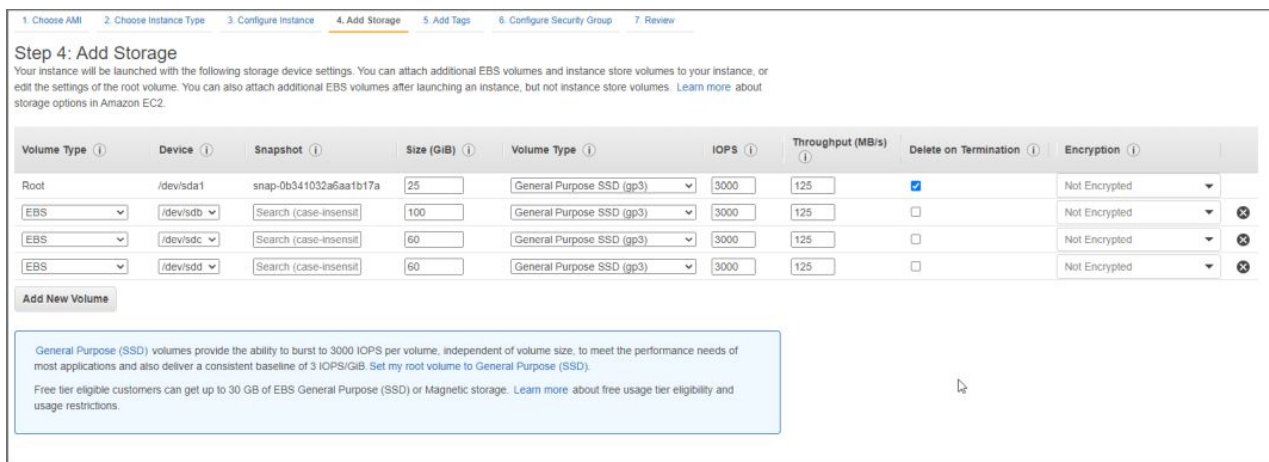 1. Choose AMI 2. Choose Instance Type 3. Configure Instance 4. Add Storage 5. Add Tags 6. Configure Security Group 7. Review
Step 4: Add Storage
Your instance will be launched with the following storage device settings. You can attach additional EBS volumes and instance store volumes to your instance, or
edit the settings of the root volume. You can also attach additional EBS volumes after launching an instance, but not instance store volumes. Learn more about
storage options in Amazon EC2.
Volume Type Device Snapshot Size (GiB) Volume Type IOPS Throughput (MB/s) Delete on Termination Encryption
Root /dev/sda1 snap-0b341032a6aa1b17a 25 General Purpose SSD (gp3) 3000 125 Not Encrypted
EBS /dev/sdb Search (case-insensit 100 General Purpose SSD (gp3) 3000 125 Not Encrypted
EBS /dev/sdc Search (case-insensit 60 General Purpose SSD (gp3) 3000 125 Not Encrypted
EBS /dev/sdd Search (case-insensit 60 General Purpose SSD (gp3) 3000 125 Not Encrypted
Add New Volume
General Purpose (SSD) volumes provide the ability to burst to 3000 IOPS per volume, independent of volume size, to meet the performance needs of
most applications and also deliver a consistent baseline of 3 IOPS/GiB. Set my root volume to General Purpose (SSD).
Free tier eligible customers can get up to 30 GB of EBS General Purpose (SSD) or Magnetic storage. Learn more about free usage tier eligibility and
usage restrictions.